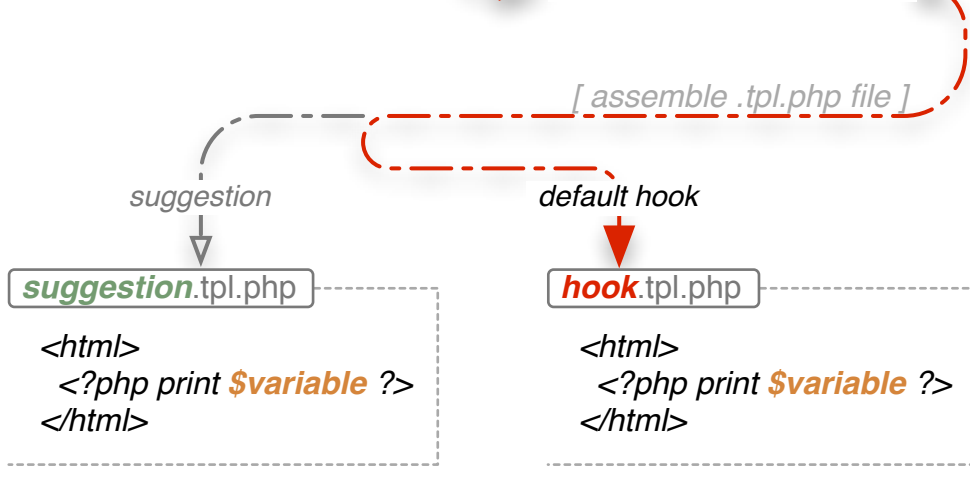 [ assemble .tpl.php file ]
suggestion
default hook
suggestion.tpl.php
hook.tpl.php
<html>
<?php print $variable ?>
</html>
<html>
<?php print $variable ?>
</html>